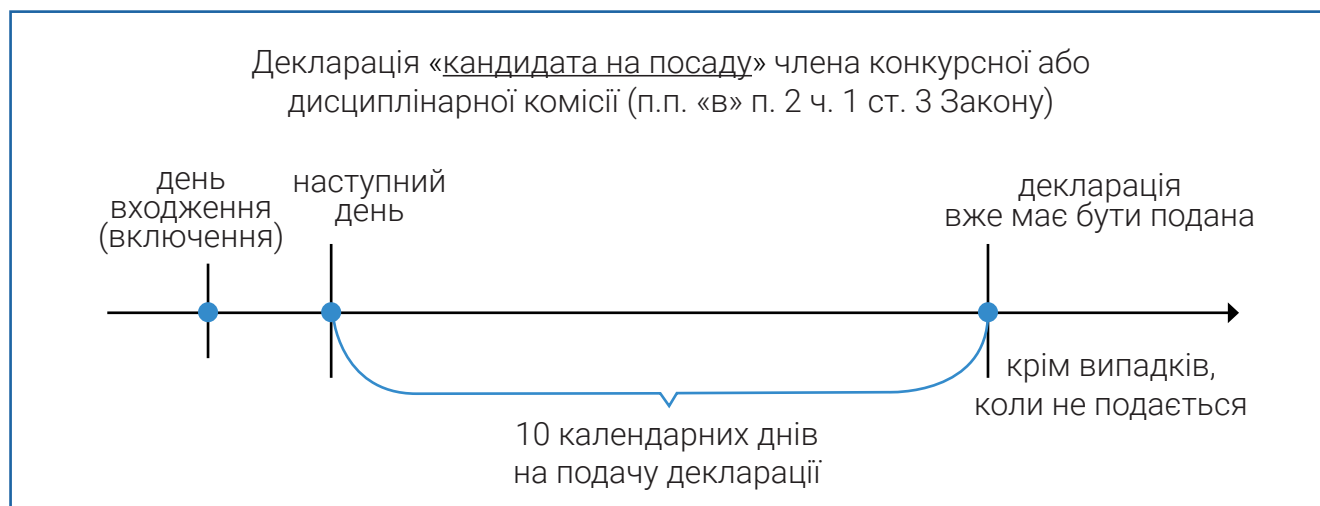 Декларація «кандидата на посаду» члена конкурсної або
дисциплінарної комісії (п.п. «в» п. 2 ч. 1 ст. 3 Закону)
день
входження
(включення)
наступний
день
декларація
вже має бути подана
крім випадків,
коли не подається
10 календарних днів
на подачу декларації